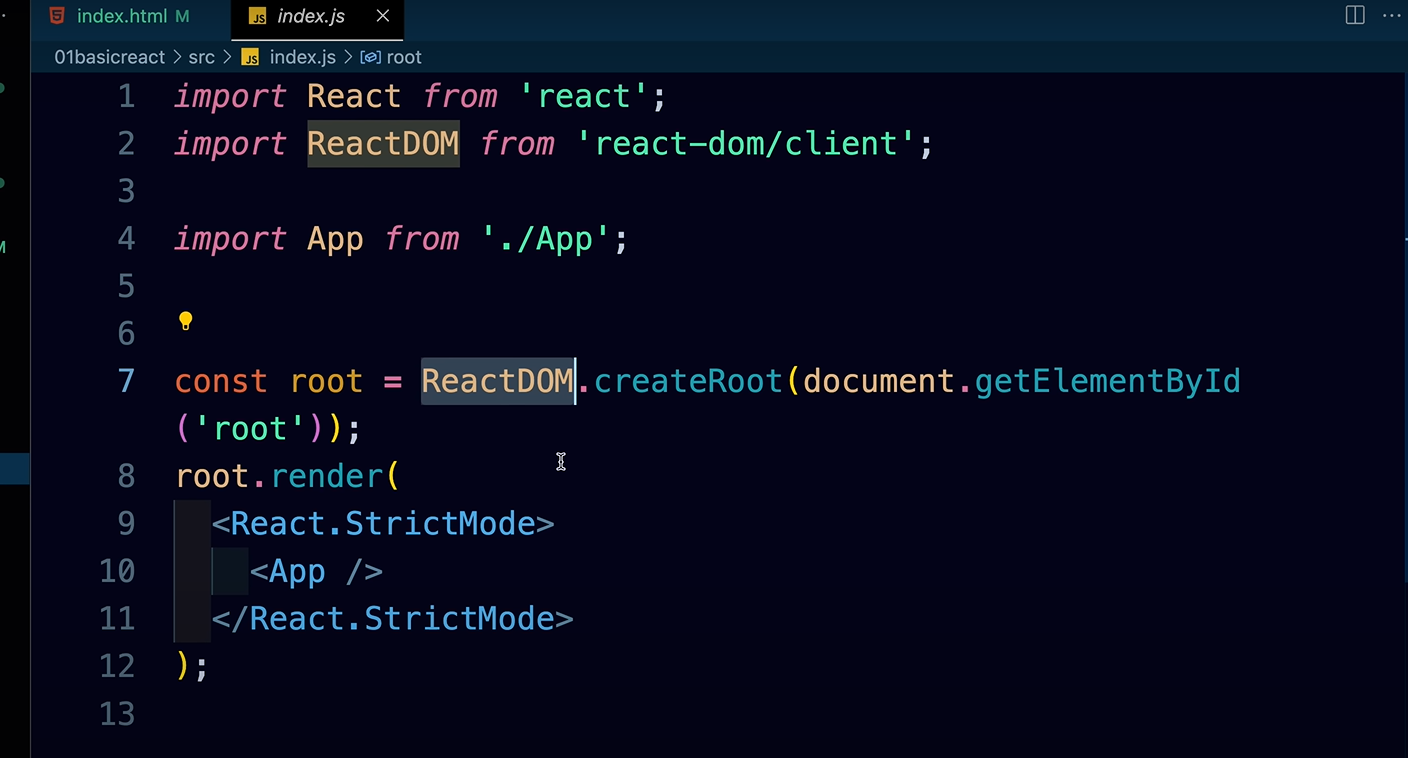 index.html M
JS index.js
01basicreact > src > JS index.js > root
1 import React from 'react';
2 import ReactDOM from 'react-dom/client';
3
4 import App from './App';
5
6
7 const root = ReactDOM.createRoot(document.getElementById
('root'));
8 root.render(
9 <React.StrictMode>
10 <App />
11 </React.StrictMode>
12 );
13
M